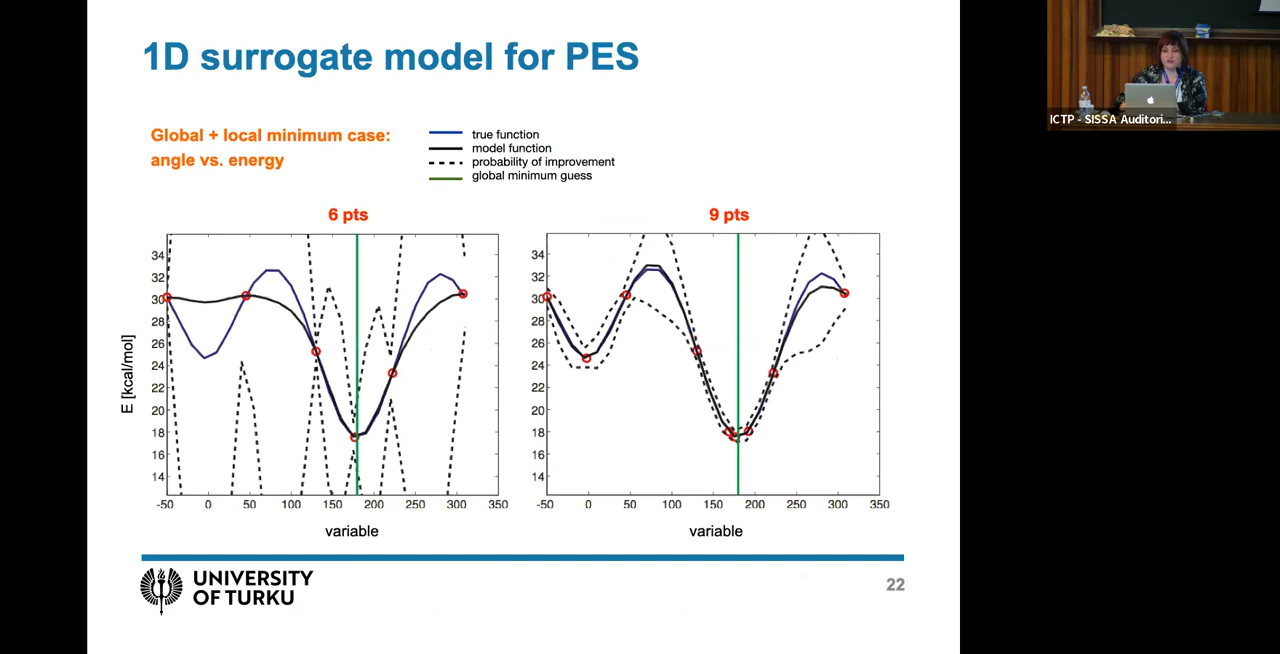 1D surrogate model for PES
Global + local minimum case:
angle vs. energy
true function
model function
probability of improvement
global minimum guess
6 pts
9 pts
E [kcal/mol]
34
32
30
28
26
24
22
20
18
16
14
-50 0 50 100 150 200 250 300 350
variable
34
32
30
28
26
24
22
20
18
16
14
-50 0 50 100 150 200 250 300 350
variable
UNIVERSITY
OF TURKU
22
ICTP - SISSA Auditori...